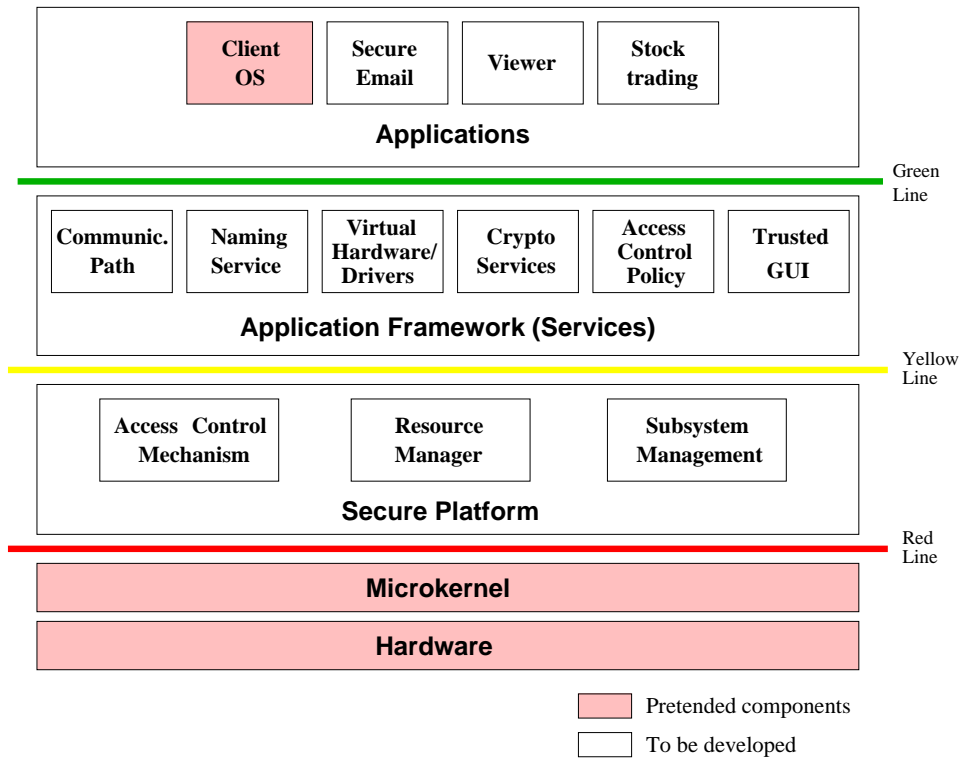 Client
OS
Secure
Email
Viewer
Stock
trading
Applications
Green
Line
Communic.
Path
Naming
Service
Virtual
Hardware/
Drivers
Crypto
Services
Access
Control
Policy
Trusted
GUI
Application Framework (Services)
Yellow
Line
Access Control
Mechanism
Resource
Manager
Subsystem
Management
Secure Platform
Red
Line
Microkernel
Hardware
Pretended components
To be developed